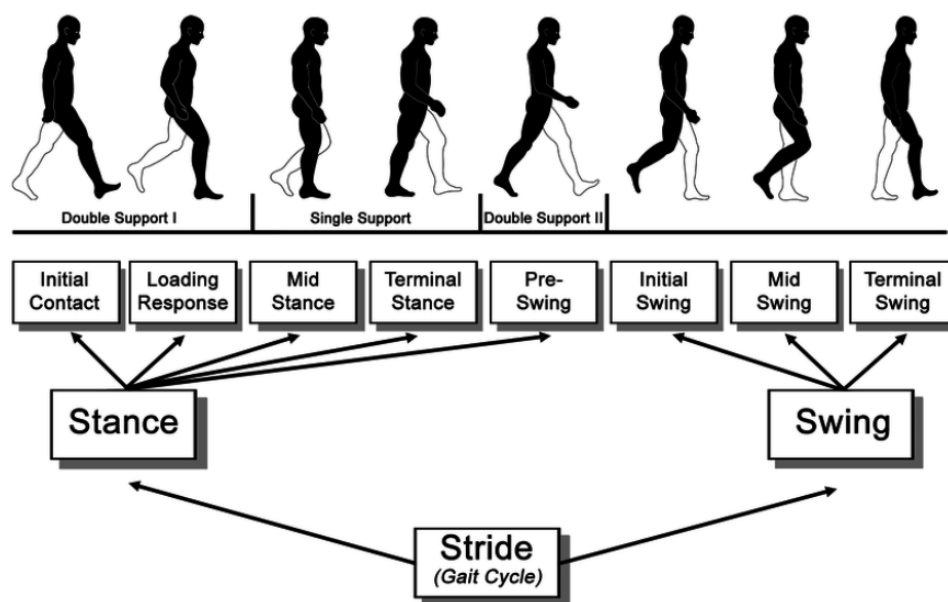 Double Support I
Single Support
Double Support II
Initial
Contact
Loading
Response
Mid
Stance
Terminal
Stance
Pre-
Swing
Initial
Swing
Mid
Swing
Terminal
Swing
Stance
Swing
Stride
(Gait Cycle)